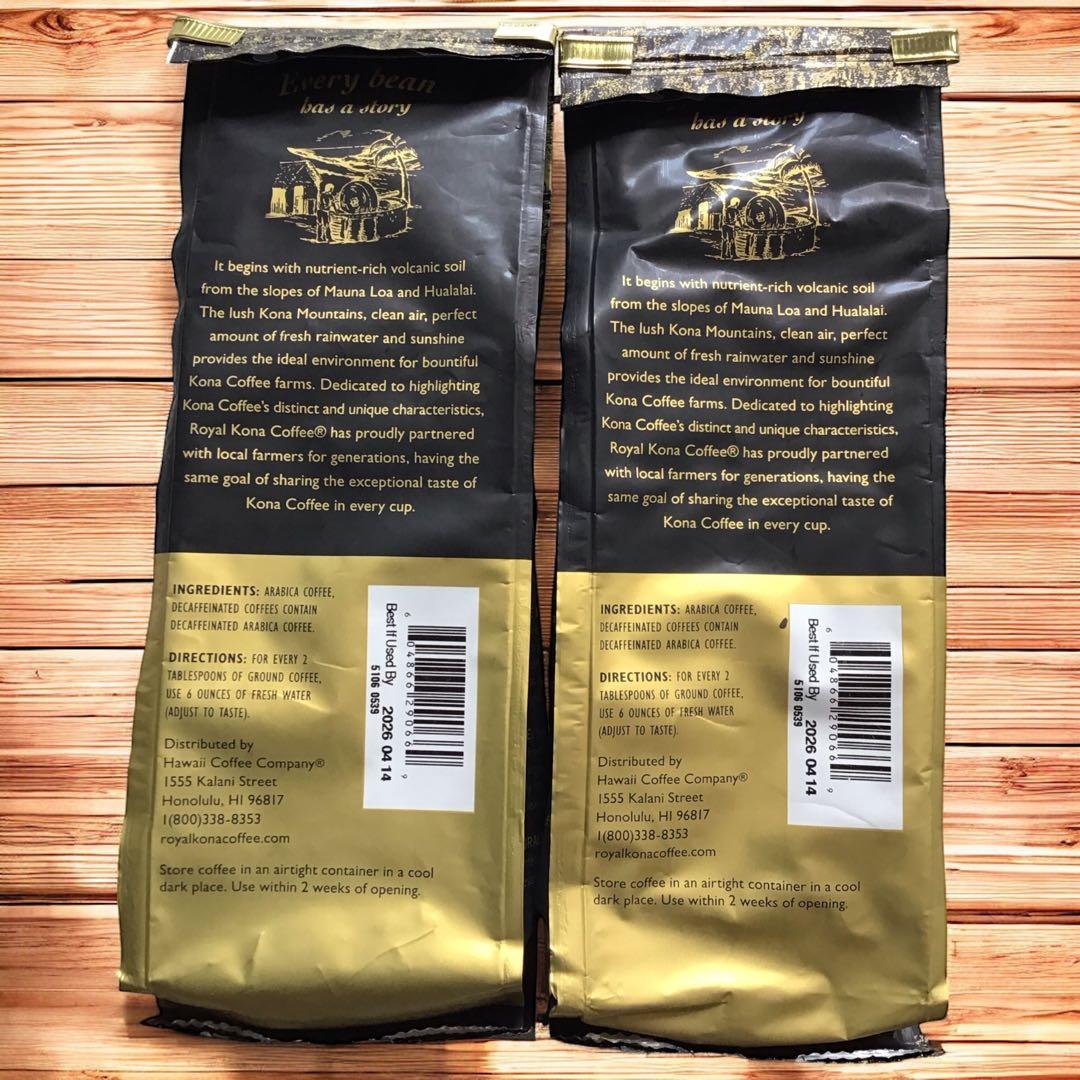 Every bean
has a story
It begins with nutrient-rich volcanic soil
from the slopes of Mauna Loa and Hualalai.
The lush Kona Mountains, clean air, perfect
amount of fresh rainwater and sunshine
provides the ideal environment for bountiful
Kona Coffee farms. Dedicated to highlighting
Kona Coffee's distinct and unique characteristics,
Royal Kona Coffee® has proudly partnered
with local farmers for generations, having the
same goal of sharing the exceptional taste of
Kona Coffee in every cup.
INGREDIENTS: ARABICA COFFEE,
DECAFFEINATED COFFEES CONTAIN
DECAFFEINATED ARABICA COFFEE.
DIRECTIONS: FOR EVERY 2
TABLESPOONS OF GROUND COFFEE,
USE 6 OUNCES OF FRESH WATER
(ADJUST TO TASTE).
Distributed by
Hawaii Coffee Company®
1555 Kalani Street
Honolulu, HI 96817
1(800)338-8353
royalkonacoffee.com
Store coffee in an airtight container in a cool
dark place. Use within 2 weeks of opening.
6 04866 29066 9
Best If Used By 2026 04 14
5106 0539
has a story
It begins with nutrient-rich volcanic soil
from the slopes of Mauna Loa and Hualalai.
The lush Kona Mountains, clean air, perfect
amount of fresh rainwater and sunshine
provides the ideal environment for bountiful
Kona Coffee farms. Dedicated to highlighting
Kona Coffee's distinct and unique characteristics,
Royal Kona Coffee® has proudly partnered
with local farmers for generations, having the
same goal of sharing the exceptional taste of
Kona Coffee in every cup.
INGREDIENTS: ARABICA COFFEE,
DECAFFEINATED COFFEES CONTAIN
DECAFFEINATED ARABICA COFFEE.
DIRECTIONS: FOR EVERY 2
TABLESPOONS OF GROUND COFFEE,
USE 6 OUNCES OF FRESH WATER
(ADJUST TO TASTE).
Distributed by
Hawaii Coffee Company®
1555 Kalani Street
Honolulu, HI 96817
1(800)338-8353
royalkonacoffee.com
Store coffee in an airtight container in a cool
dark place. Use within 2 weeks of opening.
6 04866 29066 9
Best If Used By 2026 04 14
5106 0539